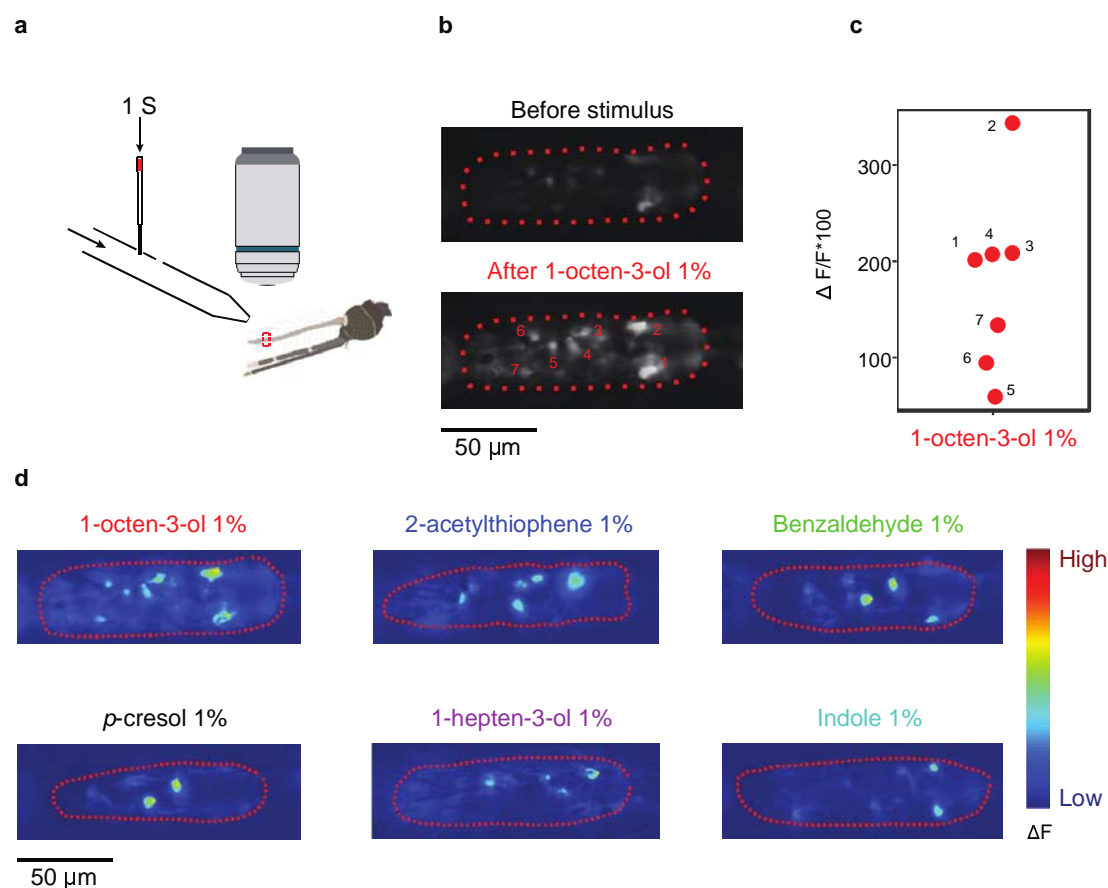 a
1 S
b
Before stimulus
After 1-octen-3-ol 1%
6 3 2
7 5 4 1
50 µm
c
Δ F/F*100
300
200
100
2
1 4 3
7
6
5
1-octen-3-ol 1%
d
1-octen-3-ol 1%
2-acetylthiophene 1%
Benzaldehyde 1%
p-cresol 1%
1-hepten-3-ol 1%
Indole 1%
High
Low
ΔF
50 µm